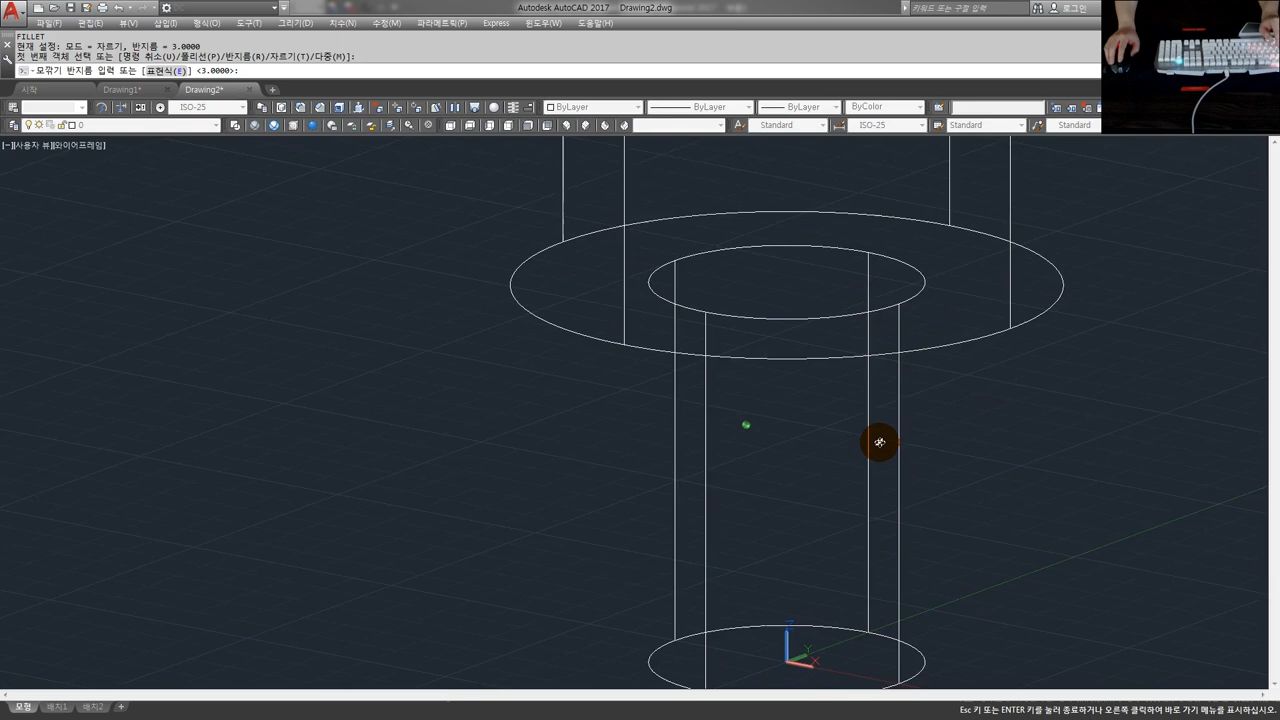 Autodesk AutoCAD 2017 Drawing2.dwg
키워드 또는 구를 입력
로그인
파일(F) 편집(E) 뷰(V) 삽입(I) 형식(O) 도구(T) 그리기(D) 치수(N) 수정(M) 파라메트릭(P) Express 윈도우(W) 도움말(H)
FILLET
현재 설정: 모드 = 자르기, 반지름 = 3.0000
첫 번째 객체 선택 또는 [명령 취소(U)/폴리선(P)/반지름(R)/자르기(T)/다중(M)]:
모깎기 반지름 입력 또는 [표현식(E)] <3.0000>:
시작 Drawing1* Drawing2*
ISO-25 ByLayer ByLayer ByLayer ByColor
0 Standard ISO-25 Standard Standard
[−][사용자 뷰][와이어프레임]
Z
Y
X
모형 배치1 배치2
Esc 키 또는 ENTER 키를 눌러 종료하거나 오른쪽 클릭하여 바로 가기 메뉴를 표시하십시오.